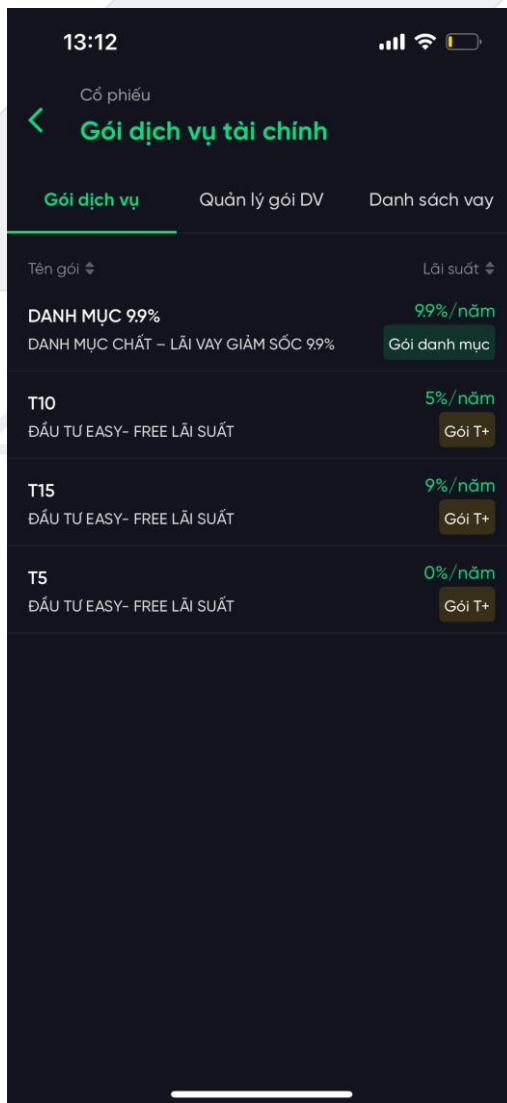 13:12
Cổ phiếu
Gói dịch vụ tài chính
Gói dịch vụ Quản lý gói DV Danh sách vay
Tên gói Lãi suất
DANH MỤC 9.9% 9.9%/năm
DANH MỤC CHẤT – LÃI VAY GIẢM SỐC 9.9% Gói danh mục
T10 5%/năm
ĐẦU TƯ EASY- FREE LÃI SUẤT Gói T+
T15 9%/năm
ĐẦU TƯ EASY- FREE LÃI SUẤT Gói T+
T5 0%/năm
ĐẦU TƯ EASY- FREE LÃI SUẤT Gói T+